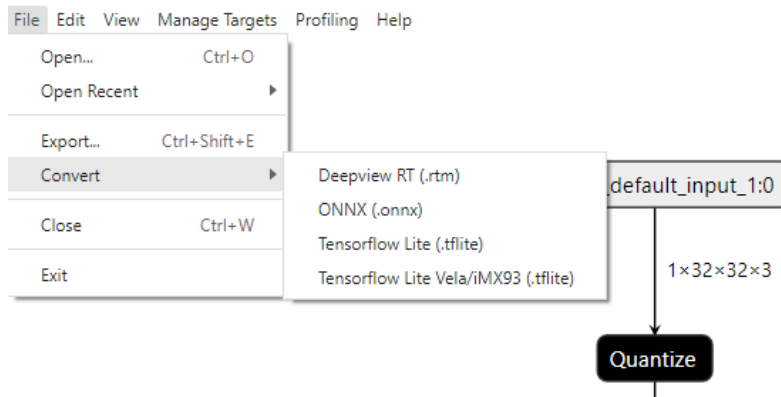 File Edit View Manage Targets Profiling Help
Open... Ctrl+O
Open Recent
Export... Ctrl+Shift+E
Convert
Close Ctrl+W
Exit
Deepview RT (.rtm)
ONNX (.onnx)
Tensorflow Lite (.tflite)
Tensorflow Lite Vela/iMX93 (.tflite)
_default_input_1:0
1×32×32×3
Quantize